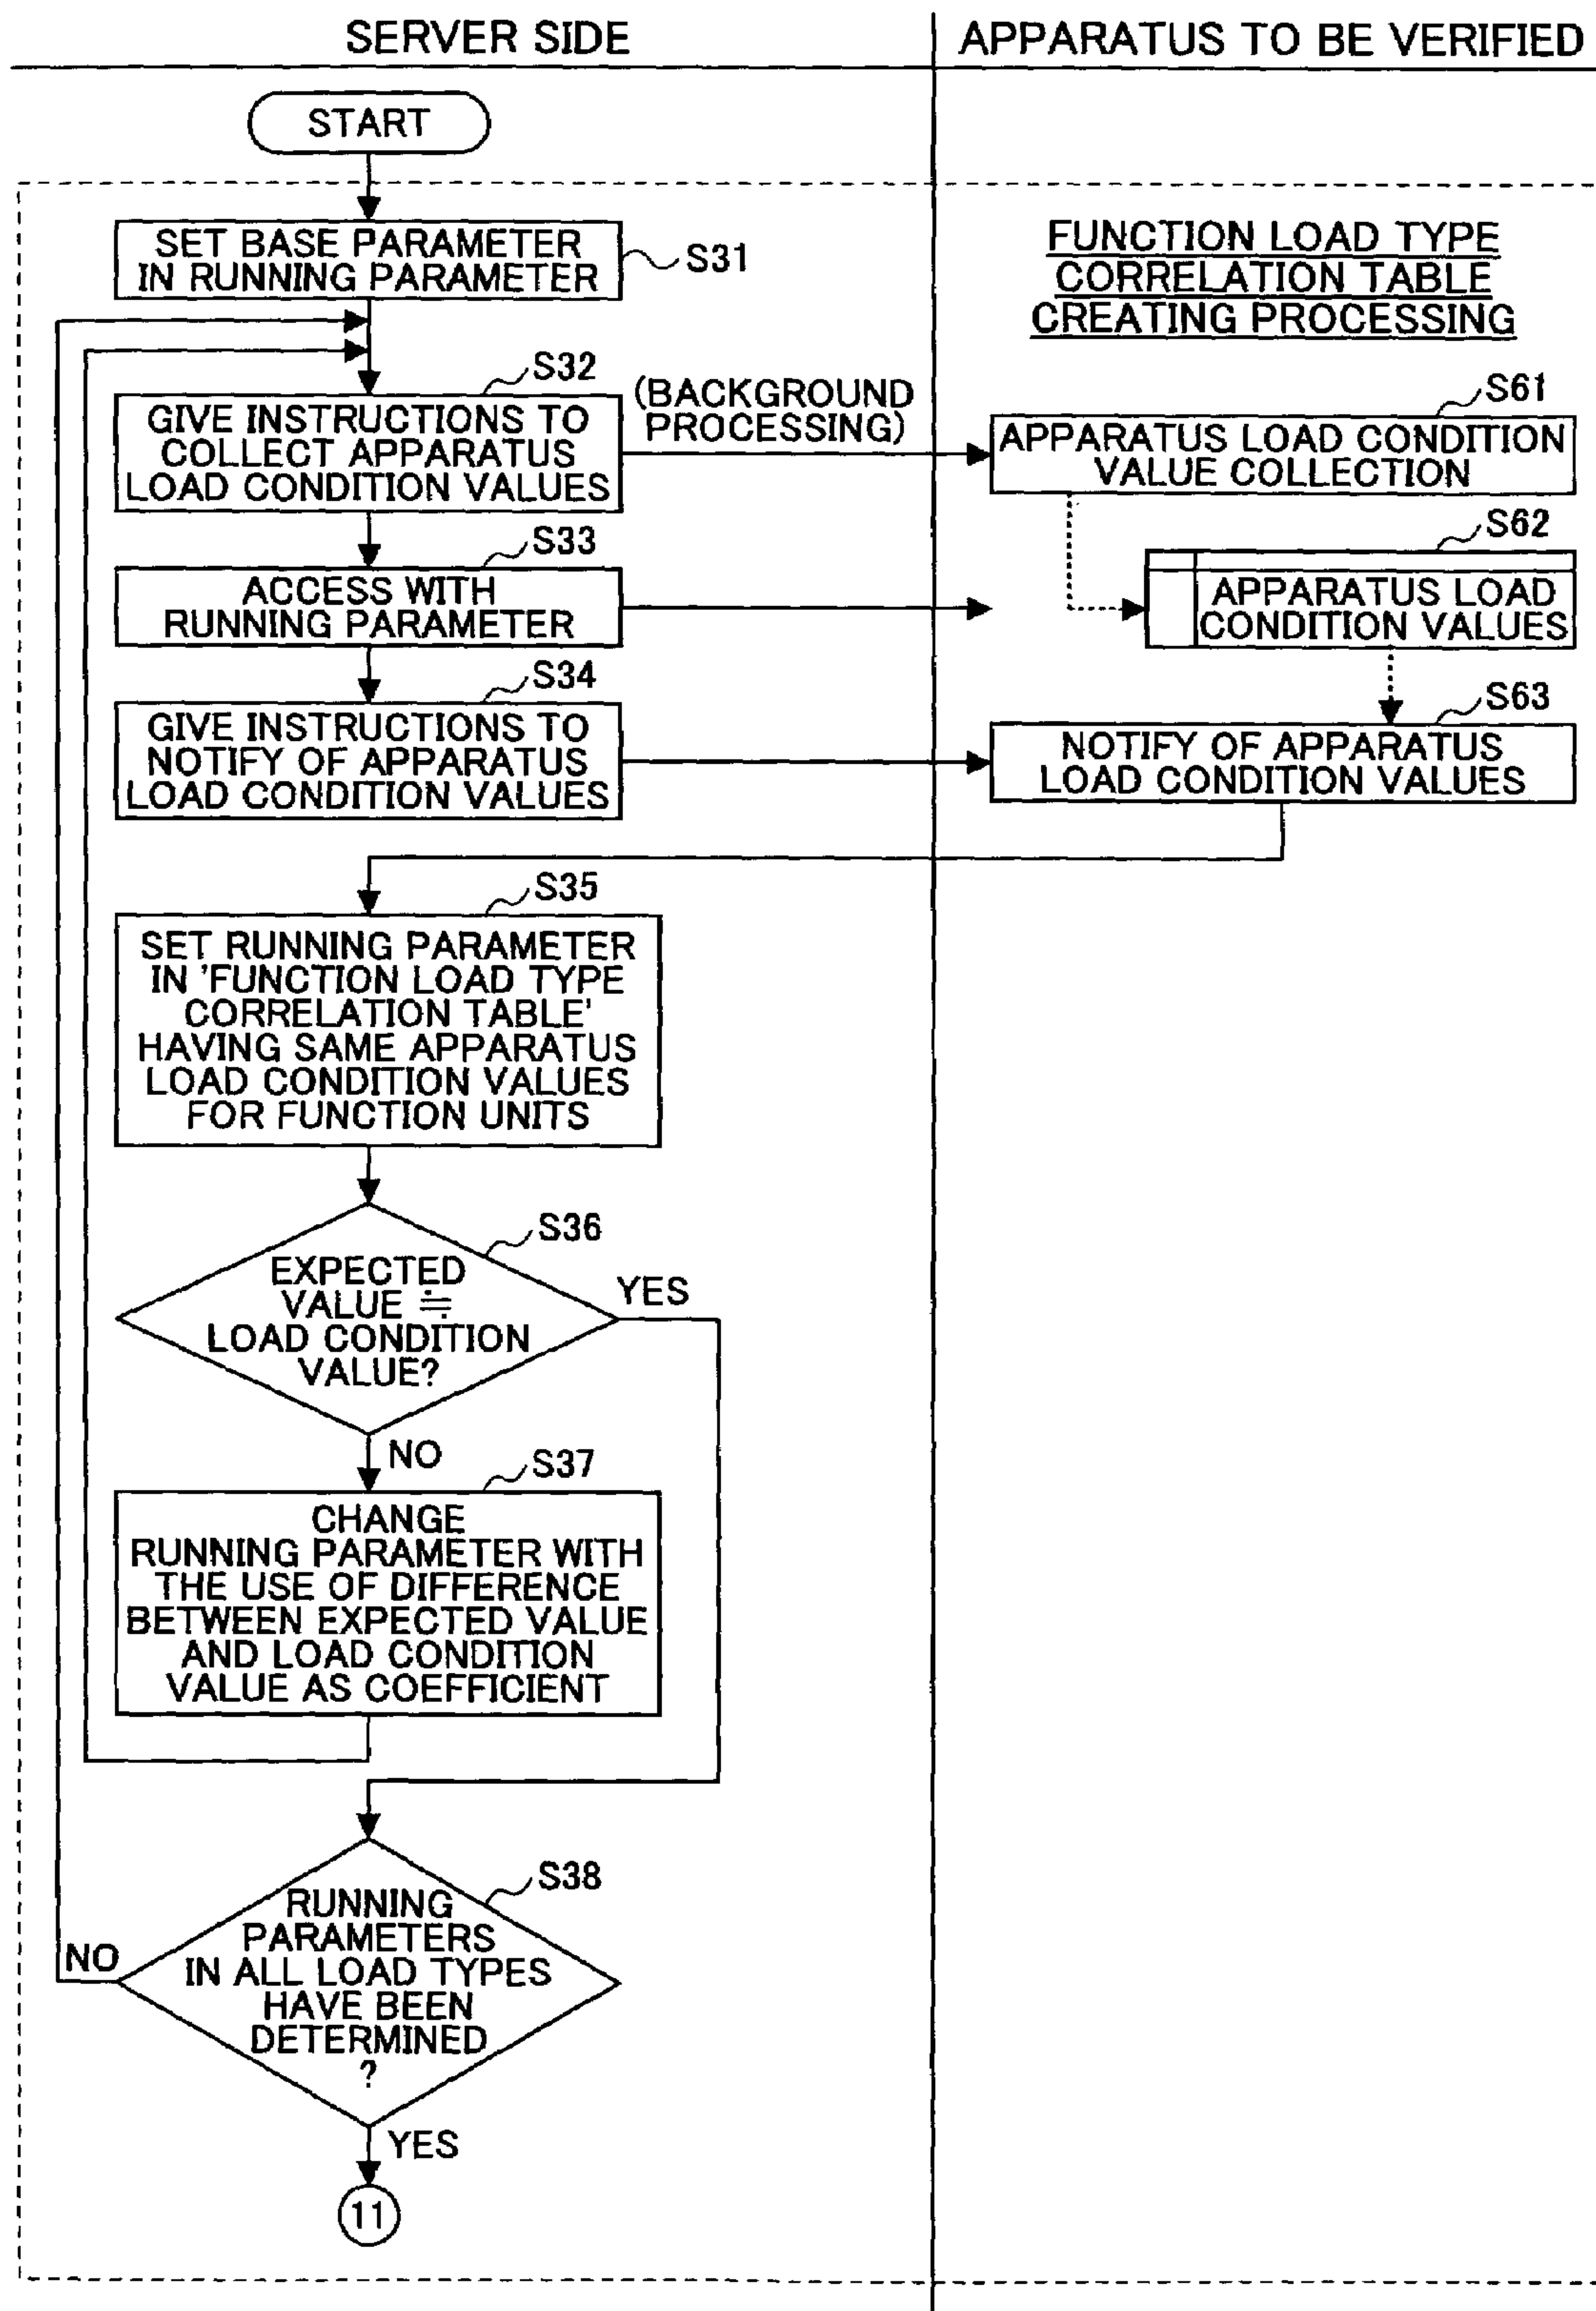 SERVER SIDE
APPARATUS TO BE VERIFIED
START
SET BASE PARAMETER
IN RUNNING PARAMETER
S31
FUNCTION LOAD TYPE
CORRELATION TABLE
CREATING PROCESSING
S32
GIVE INSTRUCTIONS TO
COLLECT APPARATUS
LOAD CONDITION VALUES
(BACKGROUND
PROCESSING)
S61
APPARATUS LOAD CONDITION
VALUE COLLECTION
S33
ACCESS WITH
RUNNING PARAMETER
S62
APPARATUS LOAD
CONDITION VALUES
S34
GIVE INSTRUCTIONS TO
NOTIFY OF APPARATUS
LOAD CONDITION VALUES
S63
NOTIFY OF APPARATUS
LOAD CONDITION VALUES
S35
SET RUNNING PARAMETER
IN 'FUNCTION LOAD TYPE
CORRELATION TABLE'
HAVING SAME APPARATUS
LOAD CONDITION VALUES
FOR FUNCTION UNITS
S36
EXPECTED
VALUE ≒
LOAD CONDITION
VALUE?
YES
NO
S37
CHANGE
RUNNING PARAMETER WITH
THE USE OF DIFFERENCE
BETWEEN EXPECTED VALUE
AND LOAD CONDITION
VALUE AS COEFFICIENT
S38
RUNNING
PARAMETERS
IN ALL LOAD TYPES
HAVE BEEN
DETERMINED
?
NO
YES
11